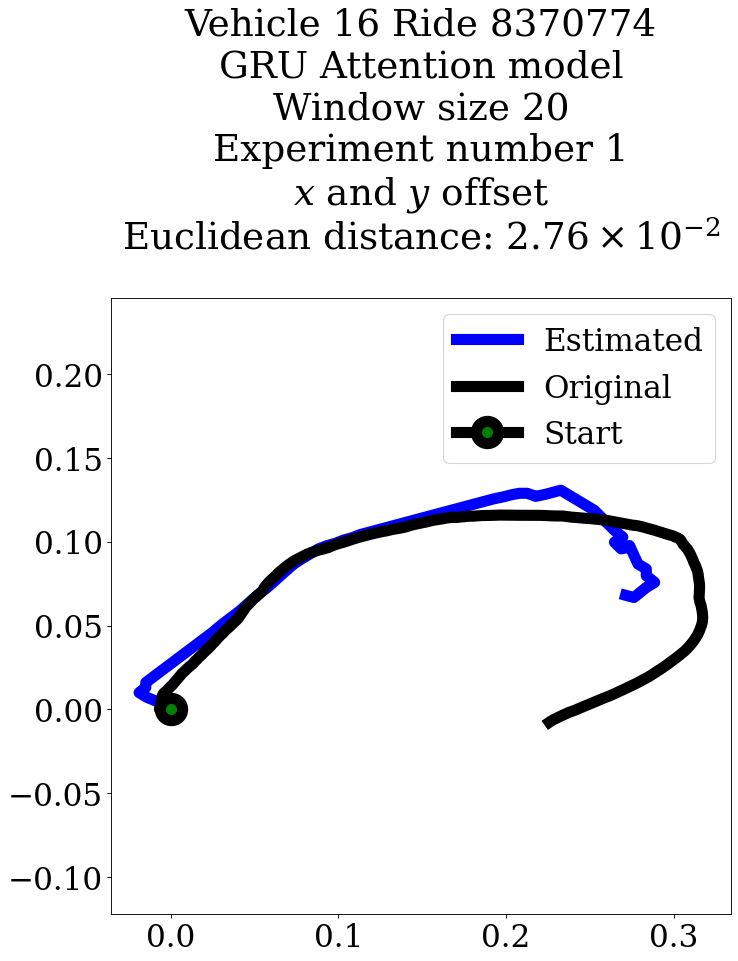 Vehicle 16 Ride 8370774
GRU Attention model
Window size 20
Experiment number 1
x and y offset
Euclidean distance: 2.76 × 10⁻²
Estimated
Original
Start
0.20
0.15
0.10
0.05
0.00
−0.05
−0.10
0.0
0.1
0.2
0.3